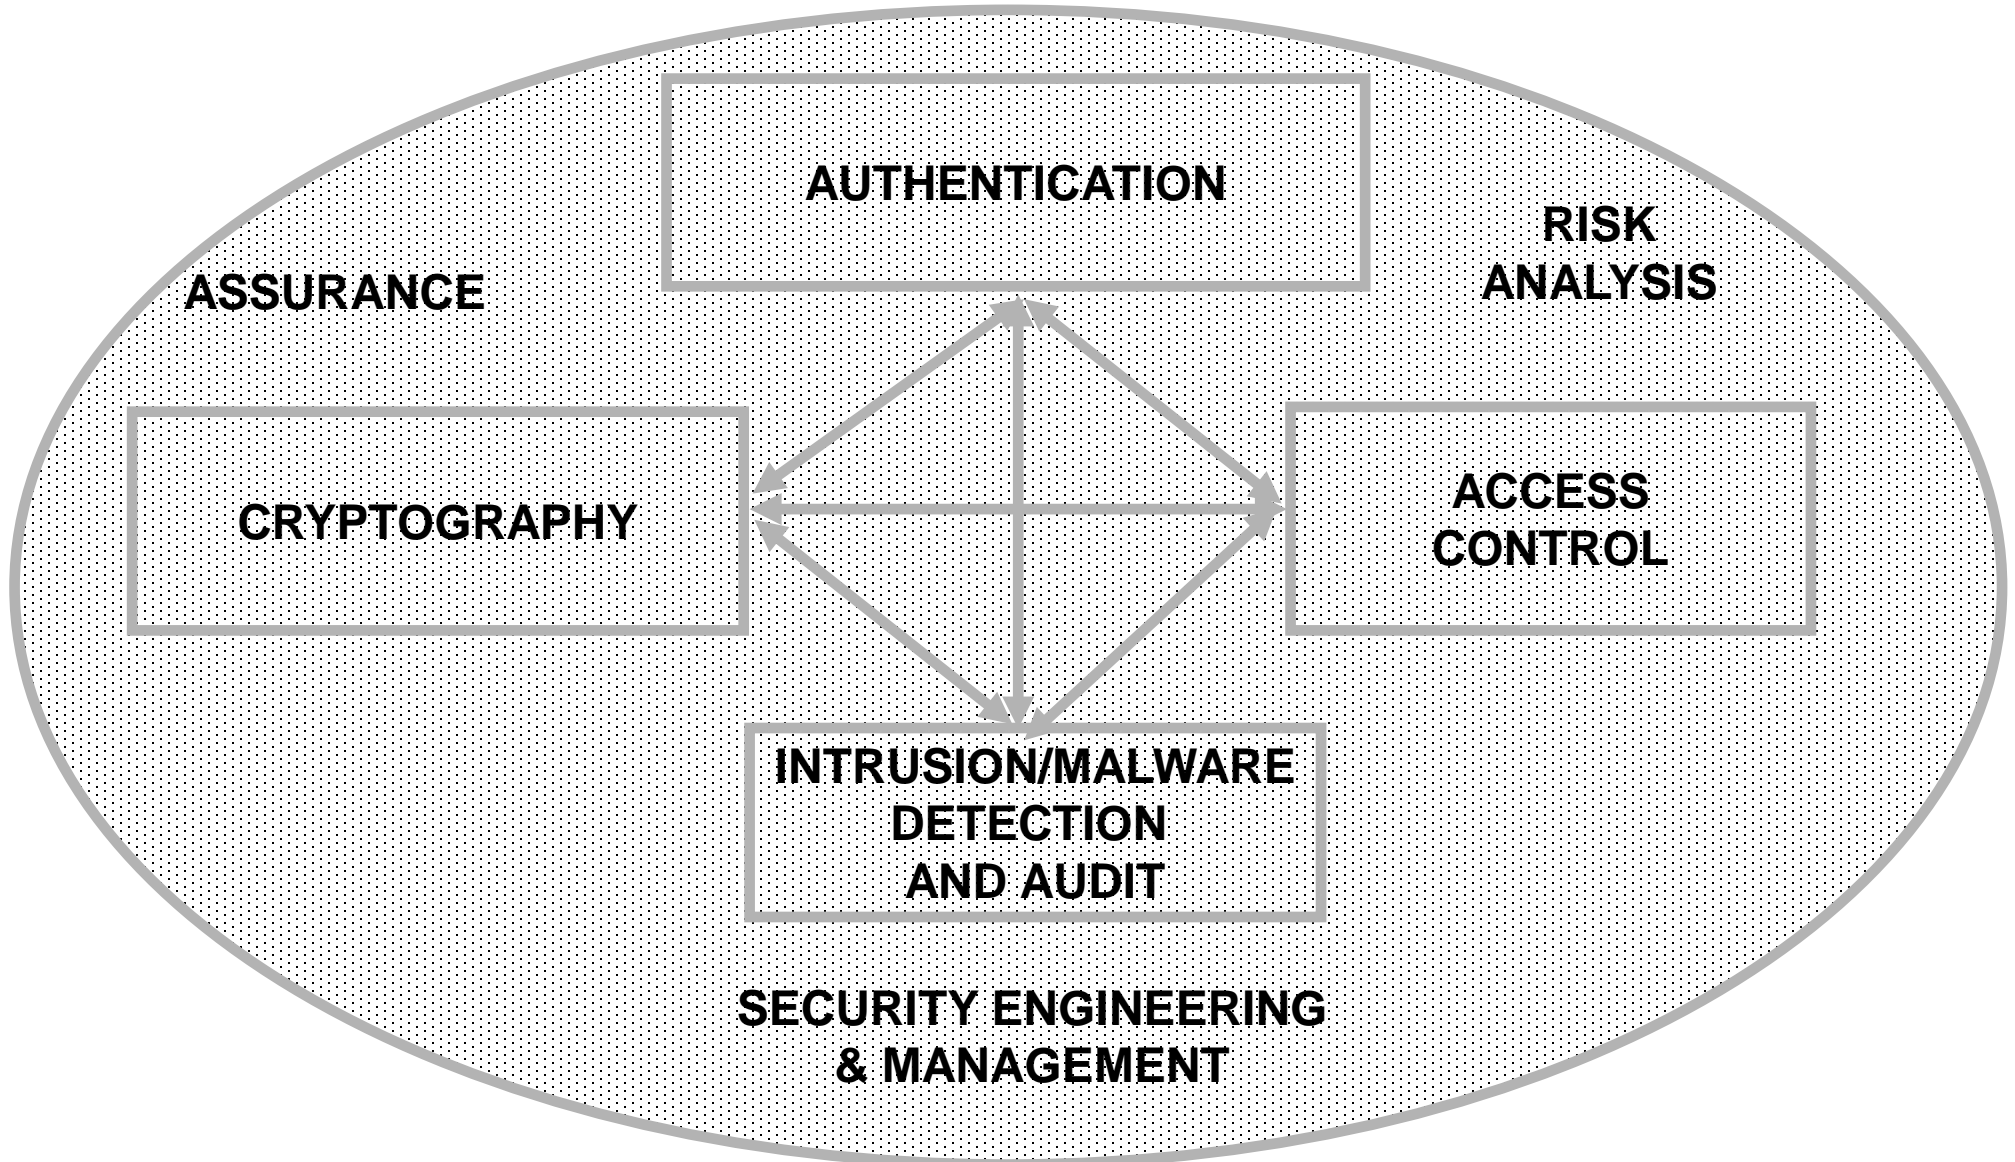 AUTHENTICATION
RISK
ANALYSIS
ASSURANCE
CRYPTOGRAPHY
ACCESS
CONTROL
INTRUSION/MALWARE
DETECTION
AND AUDIT
SECURITY ENGINEERING
& MANAGEMENT